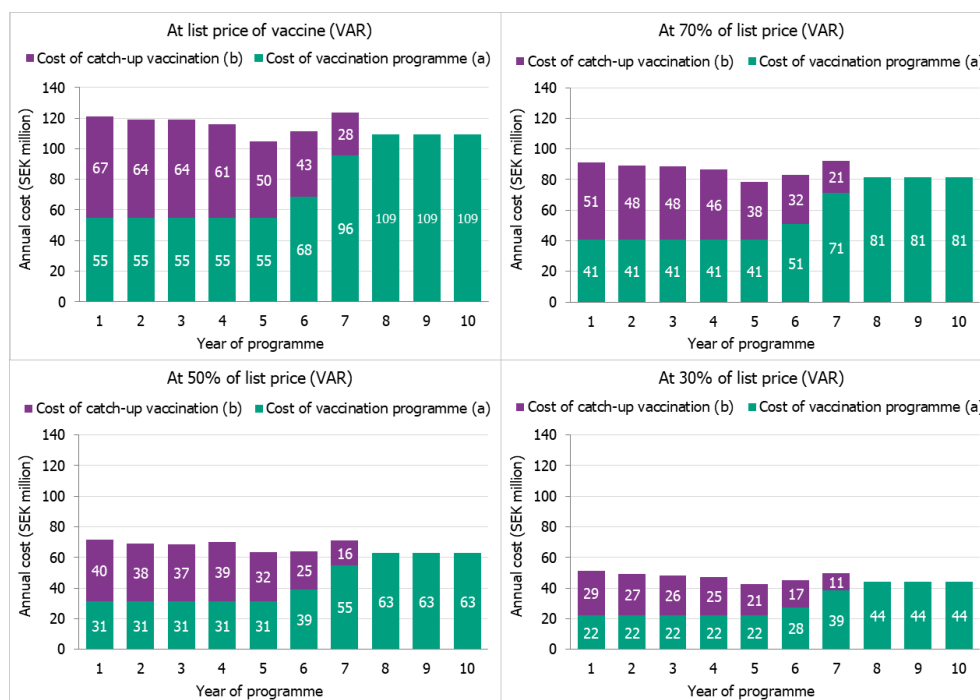 At list price of vaccine (VAR)
Cost of catch-up vaccination (b) Cost of vaccination programme (a)
Annual cost (SEK million)
140
120
100
80
60
40
20
0
67 64 64 61 50 43 28
55 55 55 55 55 68 96 109 109 109
1 2 3 4 5 6 7 8 9 10
Year of programme
At 70% of list price (VAR)
Cost of catch-up vaccination (b) Cost of vaccination programme (a)
Annual cost (SEK million)
140
120
100
80
60
40
20
0
51 48 48 46 38 32 21
41 41 41 41 41 51 71 81 81 81
1 2 3 4 5 6 7 8 9 10
Year of programme
At 50% of list price (VAR)
Cost of catch-up vaccination (b) Cost of vaccination programme (a)
Annual cost (SEK million)
140
120
100
80
60
40
20
0
40 38 37 39 32 25 16
31 31 31 31 31 39 55 63 63 63
1 2 3 4 5 6 7 8 9 10
Year of programme
At 30% of list price (VAR)
Cost of catch-up vaccination (b) Cost of vaccination programme (a)
Annual cost (SEK million)
140
120
100
80
60
40
20
0
29 27 26 25 21 17 11
22 22 22 22 22 28 39 44 44 44
1 2 3 4 5 6 7 8 9 10
Year of programme